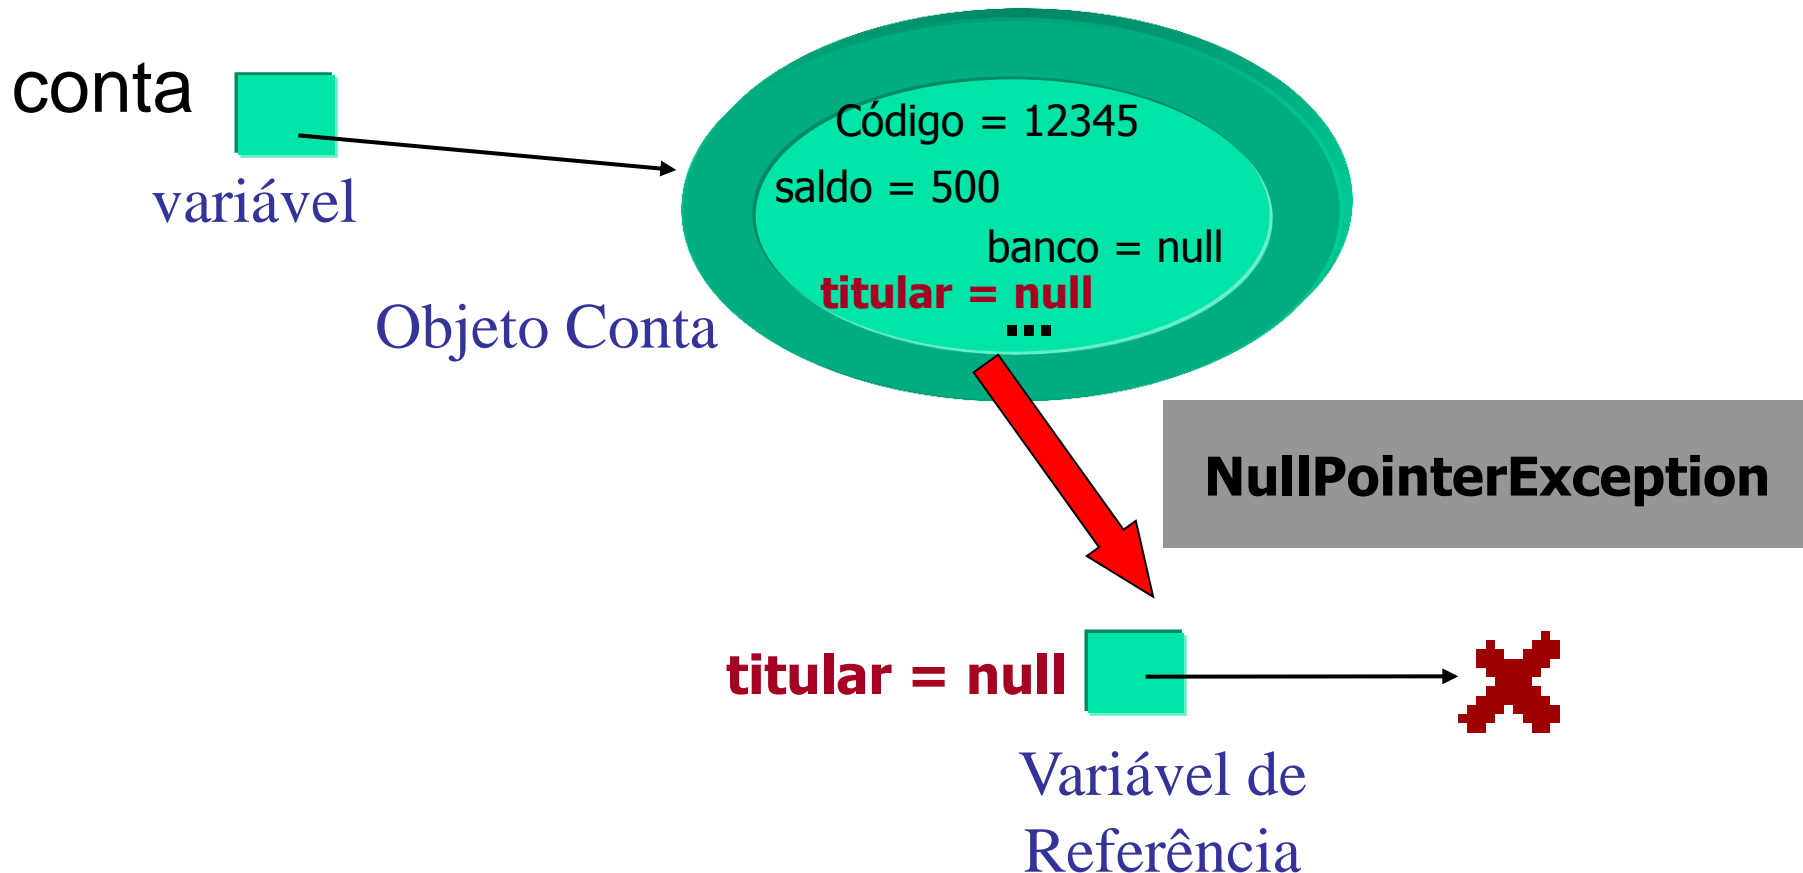 conta
variável
Código = 12345
saldo = 500
banco = null
titular = null
...
Objeto Conta
NullPointerException
titular = null
Variável de
Referência